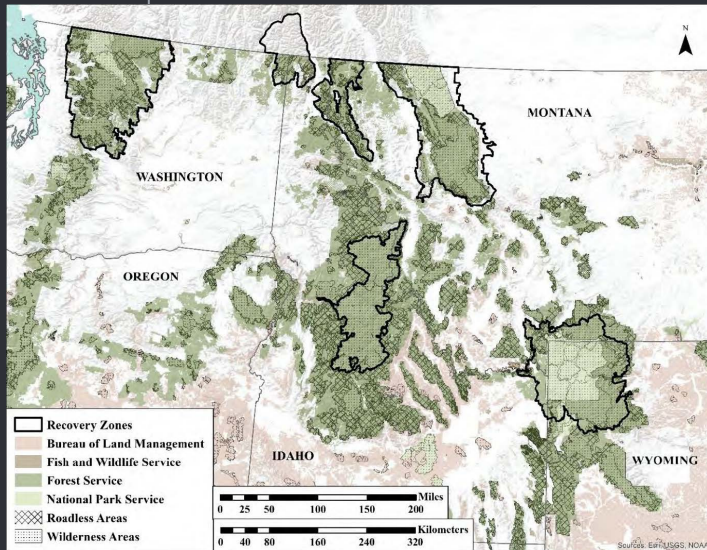 N
MONTANA
WASHINGTON
OREGON
IDAHO
WYOMING
Recovery Zones
Bureau of Land Management
Fish and Wildlife Service
Forest Service
National Park Service
Roadless Areas
Wilderness Areas
Miles
0 25 50 100 150 200
Kilometers
0 40 80 160 240 320
Sources: Esri, USGS, NOAA